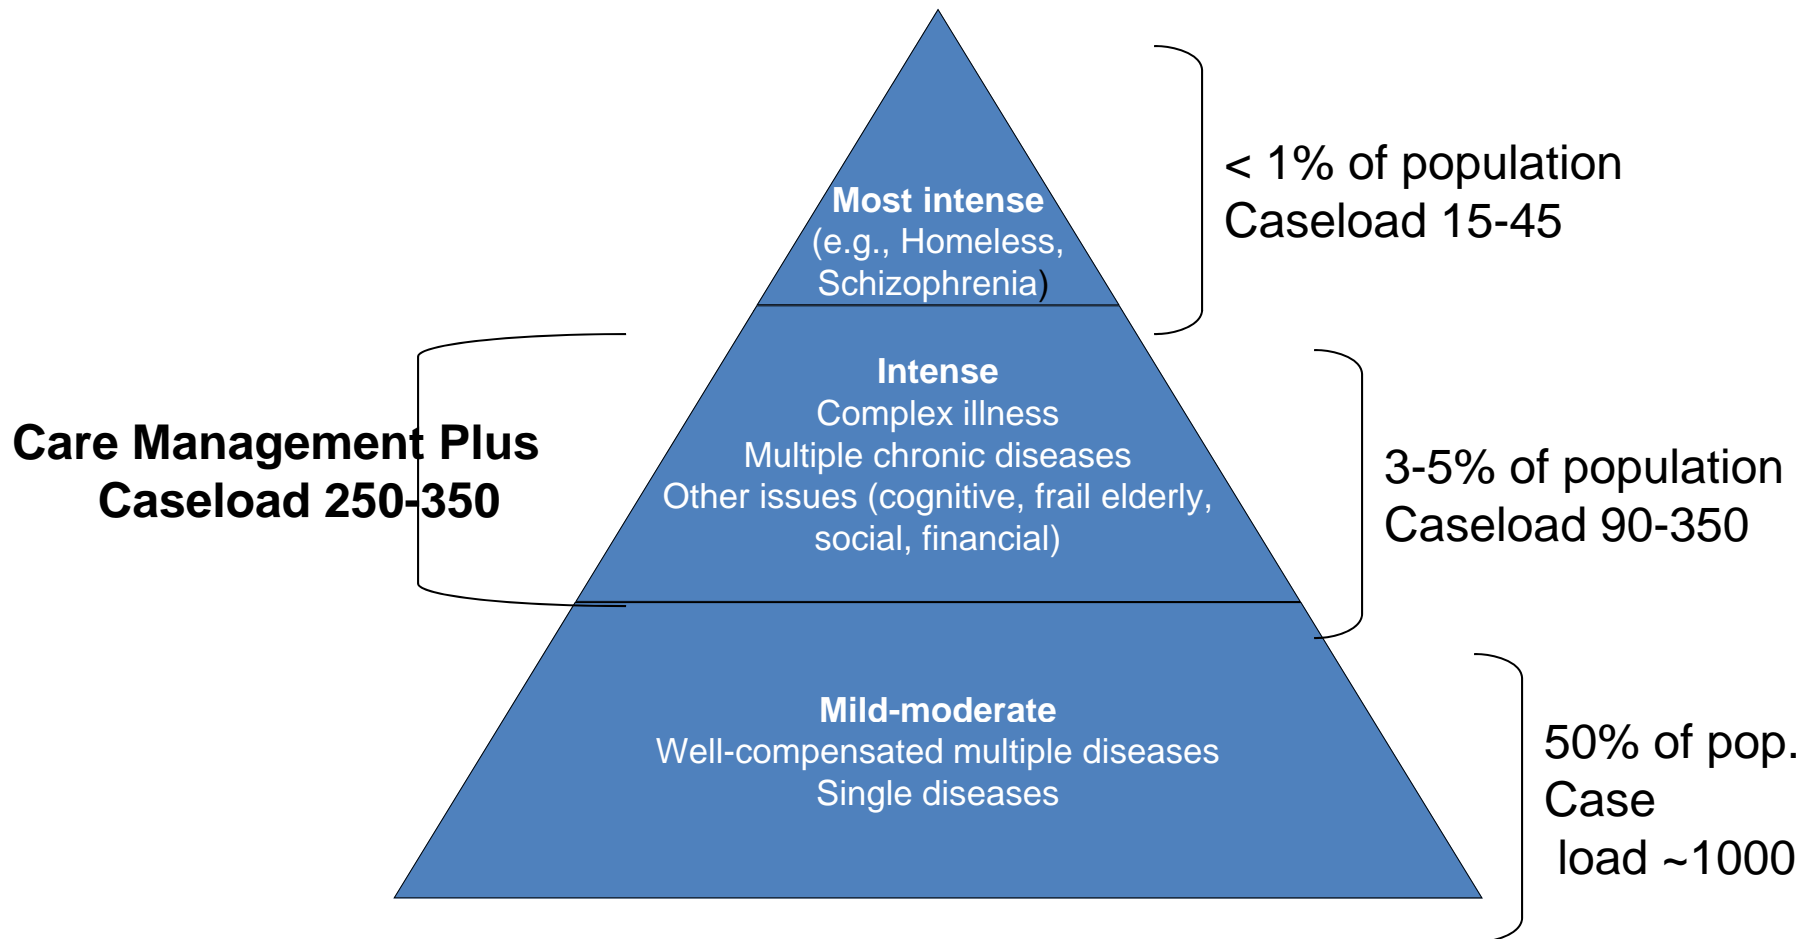 Most intense
(e.g., Homeless,
Schizophrenia)
< 1% of population
Caseload 15-45
Intense
Complex illness
Multiple chronic diseases
Other issues (cognitive, frail elderly,
social, financial)
Care Management Plus
Caseload 250-350
3-5% of population
Caseload 90-350
Mild-moderate
Well-compensated multiple diseases
Single diseases
50% of pop.
Case
load ~1000